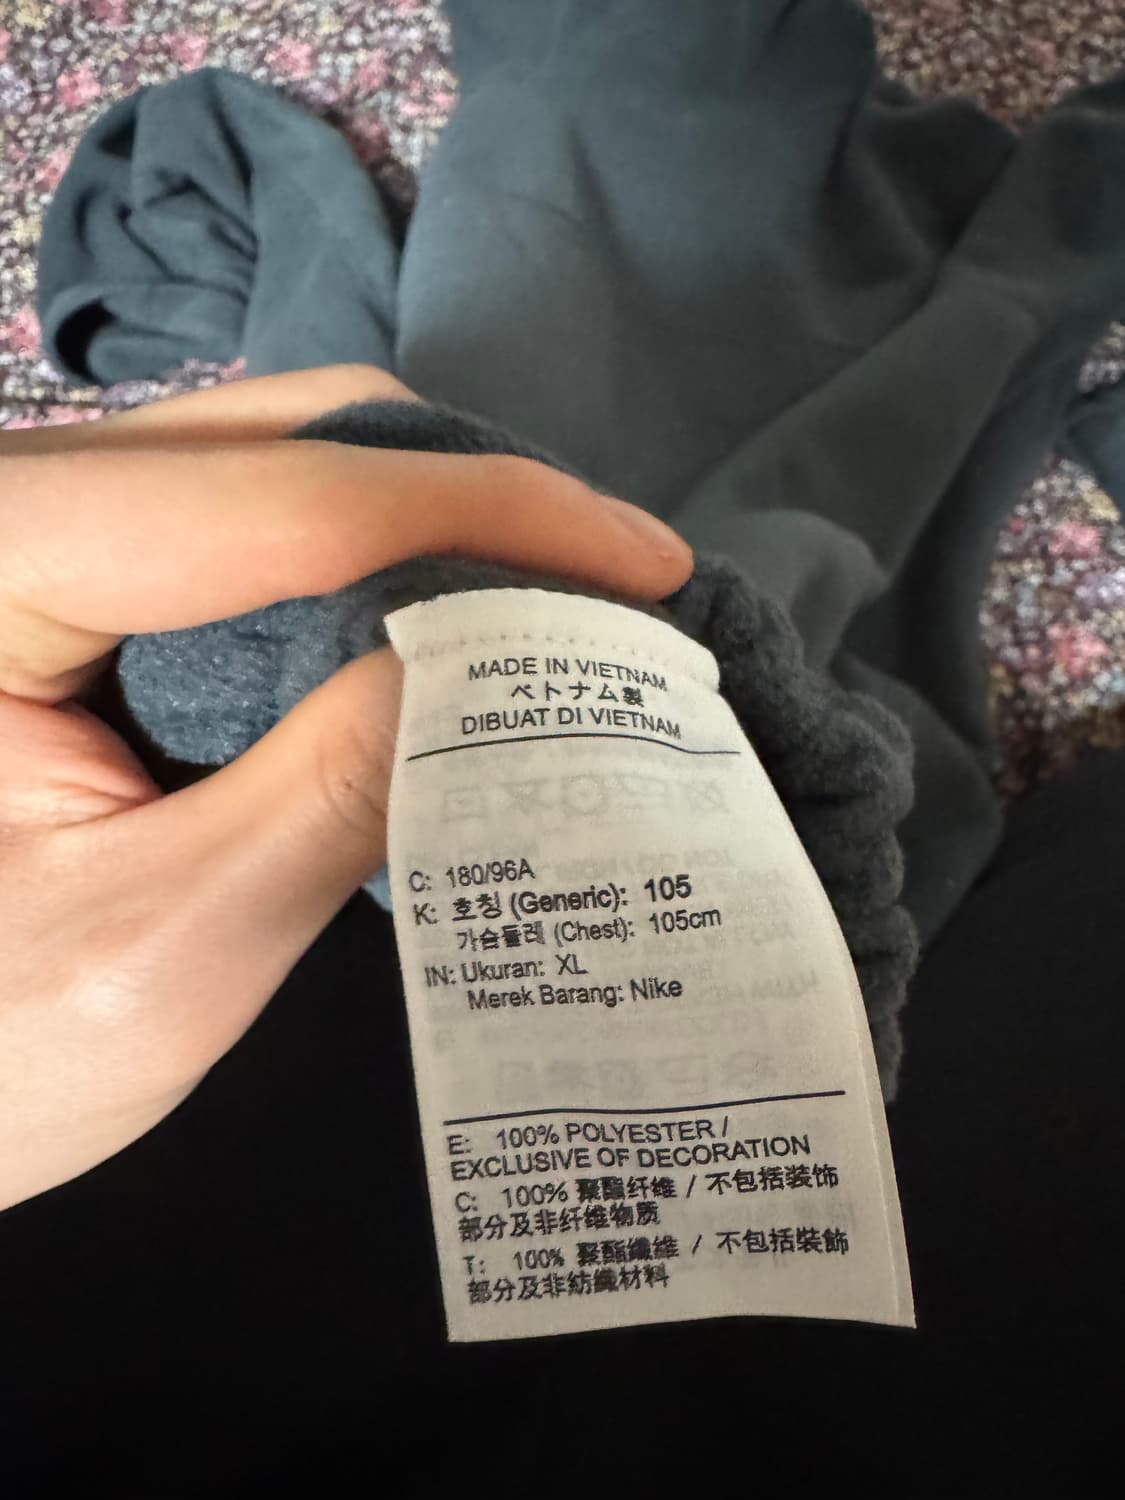 MADE IN VIETNAM
ベトナム製
DIBUAT DI VIETNAM
C: 180/96A
K: 호칭 (Generic): 105
가슴둘레 (Chest): 105cm
IN: Ukuran: XL
Merek Barang: Nike
E: 100% POLYESTER /
EXCLUSIVE OF DECORATION
C: 100% 聚酯纤维 / 不包括装饰
部分及非纤维物质
T: 100% 聚酯纖維 / 不包括裝飾
部分及非紡織材料